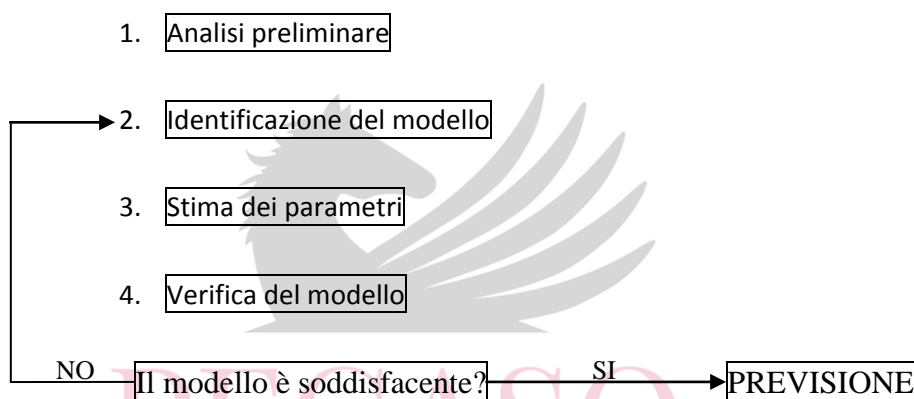 1. Analisi preliminare
2. Identificazione del modello
3. Stima dei parametri
4. Verifica del modello
NO Il modello è soddisfacente? SI PREVISIONE
PEGASO